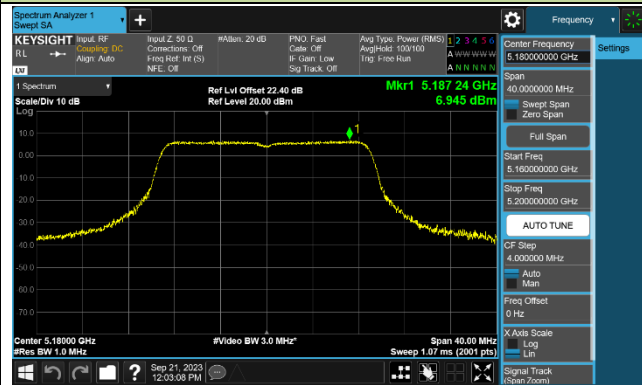 Spectrum Analyzer 1
Swept SA
+
Frequency
KEYSIGHT
RL
Input: RF
Coupling: DC
Align: Auto
Input Z: 50 Ω
Corrections: Off
Freq Ref: Int (S)
NFE: Off
#Atten: 20 dB
PNO: Fast
Gate: Off
IF Gain: Low
Sig Track: Off
Avg Type: Power (RMS)
Avg|Hold: 100/100
Trig: Free Run
1 2 3 4 5 6
A W W W W W
A N N N N N
LXI
1 Spectrum
Scale/Div 10 dB
Ref Lvl Offset 22.40 dB
Ref Level 20.00 dBm
Mkr1 5.187 24 GHz
6.945 dBm
Log
10.0
0.00
-10.0
-20.0
-30.0
-40.0
-50.0
-60.0
-70.0
1
Center 5.18000 GHz
#Res BW 1.0 MHz
#Video BW 3.0 MHz*
Span 40.00 MHz
Sweep 1.07 ms (2001 pts)
Sep 21, 2023
12:03:08 PM
?
Center Frequency
5.180000000 GHz
Span
40.0000000 MHz
Swept Span
Zero Span
Full Span
Start Freq
5.160000000 GHz
Stop Freq
5.200000000 GHz
AUTO TUNE
CF Step
4.000000 MHz
Auto
Man
Freq Offset
0 Hz
X Axis Scale
Log
Lin
Signal Track
(Span Zoom)
Settings